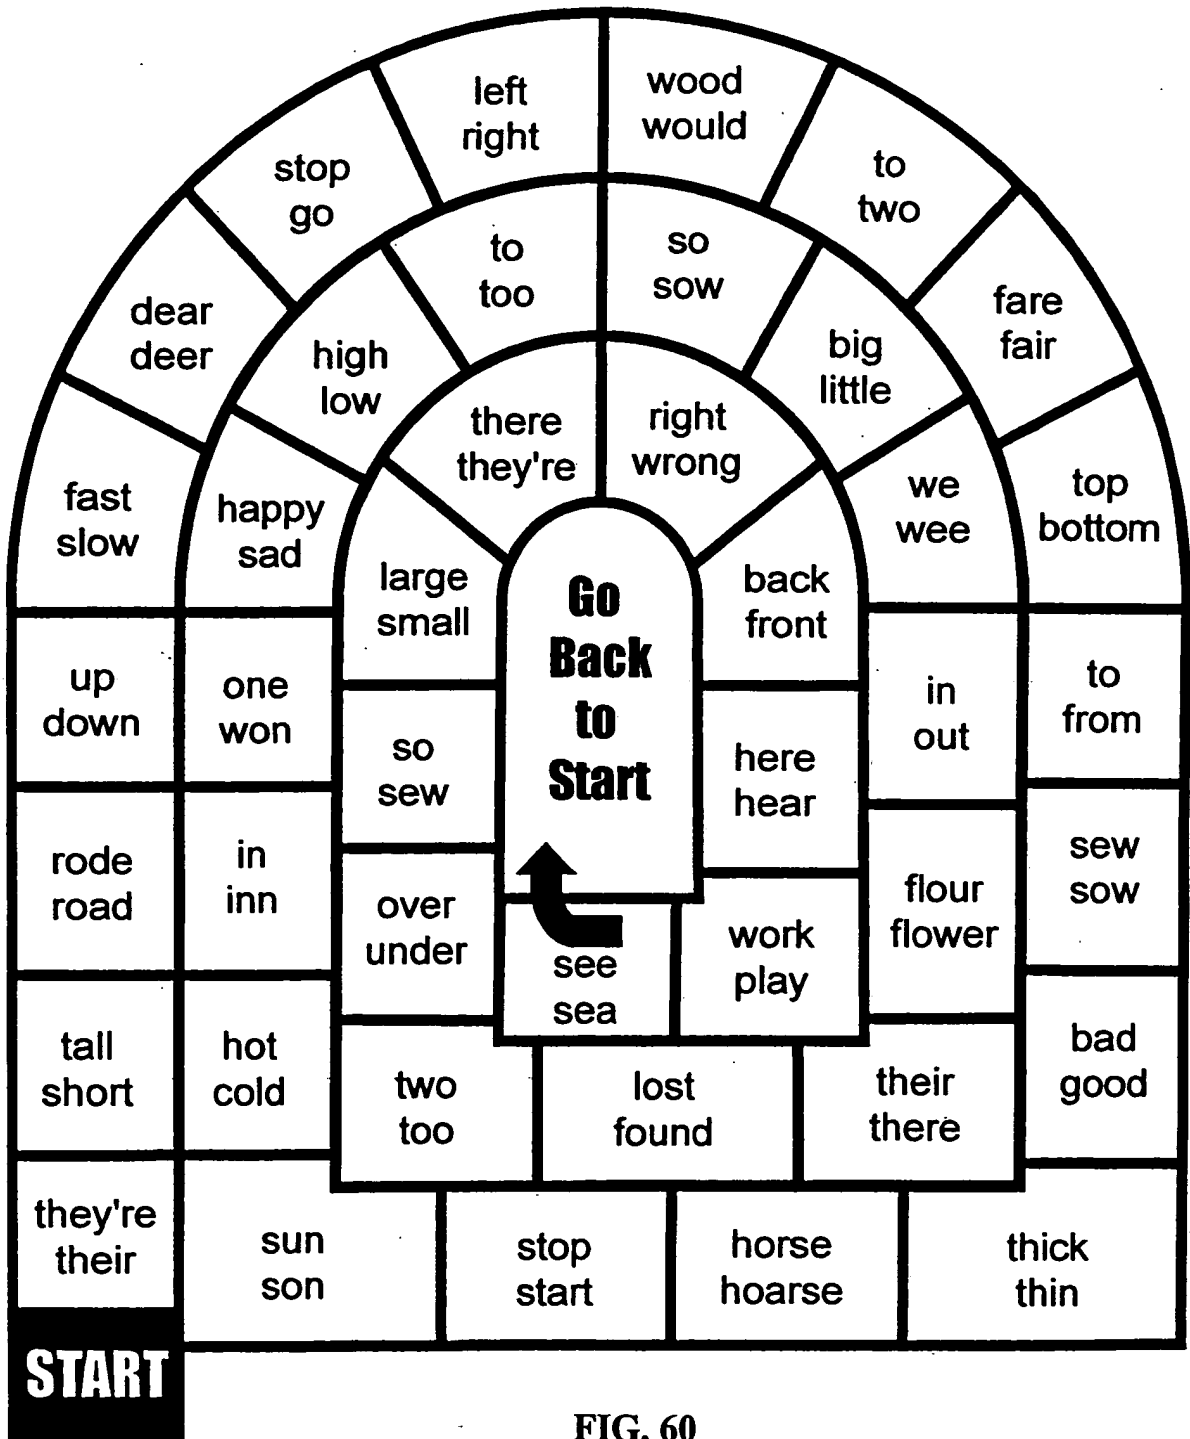 START
they're
their
tall
short
rode
road
up
down
fast
slow
dear
deer
stop
go
left
right
wood
would
to
two
fare
fair
top
bottom
to
from
sew
sow
bad
good
thick
thin
horse
hoarse
stop
start
sun
son
hot
cold
in
inn
one
won
happy
sad
high
low
to
too
so
sow
big
little
we
wee
in
out
flour
flower
their
there
lost
found
two
too
over
under
so
sew
large
small
there
they're
right
wrong
back
front
here
hear
work
play
see
sea
Go
Back
to
Start
FIG. 60